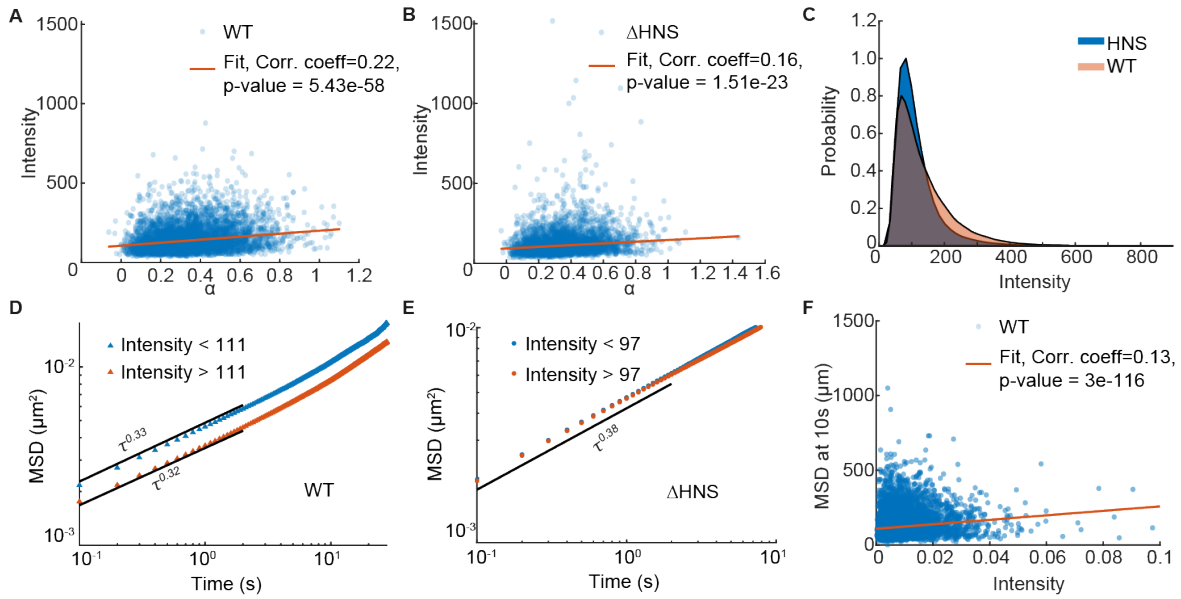 A
1500
1000
500
0
Intensity
0
0.2
0.4
0.6
0.8
1
1.2
α
WT
Fit, Corr. coeff=0.22,
p-value = 5.43e-58
B
1500
1000
500
0
Intensity
0
0.2
0.4
0.6
0.8
1
1.2
1.4
1.6
α
ΔHNS
Fit, Corr. coeff=0.16,
p-value = 1.51e-23
C
1.2
1.0
0.8
0.6
0.4
0.2
0
Probability
0
200
400
600
800
Intensity
HNS
WT
D
10⁻²
10⁻³
MSD (µm²)
10⁻¹
10⁰
10¹
Time (s)
Intensity < 111
Intensity > 111
τ⁰·³³
τ⁰·³²
WT
E
10⁻²
10⁻³
MSD (µm²)
10⁻¹
10⁰
10¹
Time (s)
Intensity < 97
Intensity > 97
τ⁰·³⁸
ΔHNS
F
1500
1000
500
0
MSD at 10s (µm)
0
0.02
0.04
0.06
0.08
0.1
Intensity
WT
Fit, Corr. coeff=0.13,
p-value = 3e-116